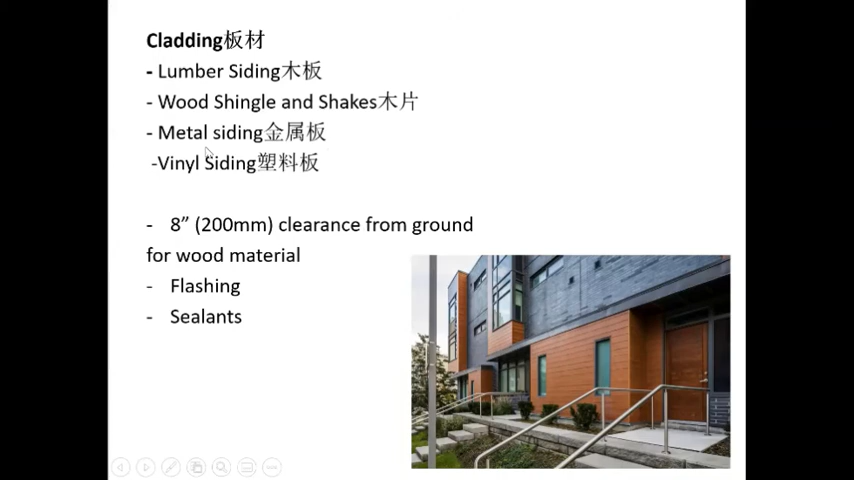 Cladding板材
- Lumber Siding木板
- Wood Shingle and Shakes木片
- Metal siding金属板
-Vinyl Siding塑料板
- 8” (200mm) clearance from ground
for wood material
- Flashing
- Sealants